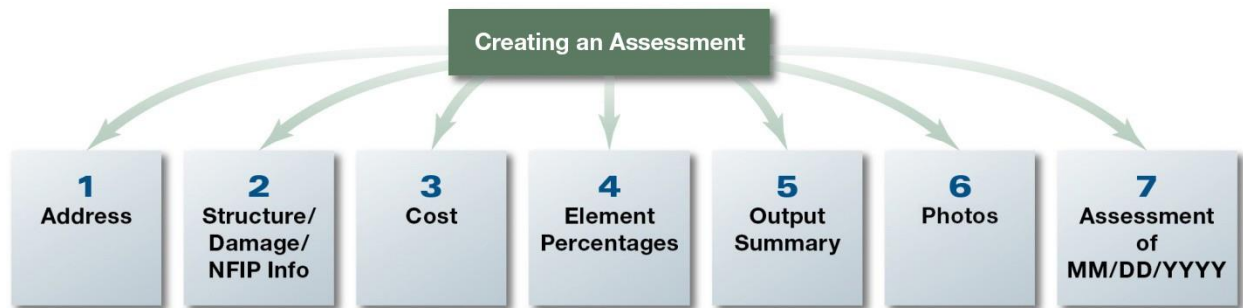 Creating an Assessment
1
Address
2
Structure/
Damage/
NFIP Info
3
Cost
4
Element
Percentages
5
Output
Summary
6
Photos
7
Assessment
of
MM/DD/YYYY